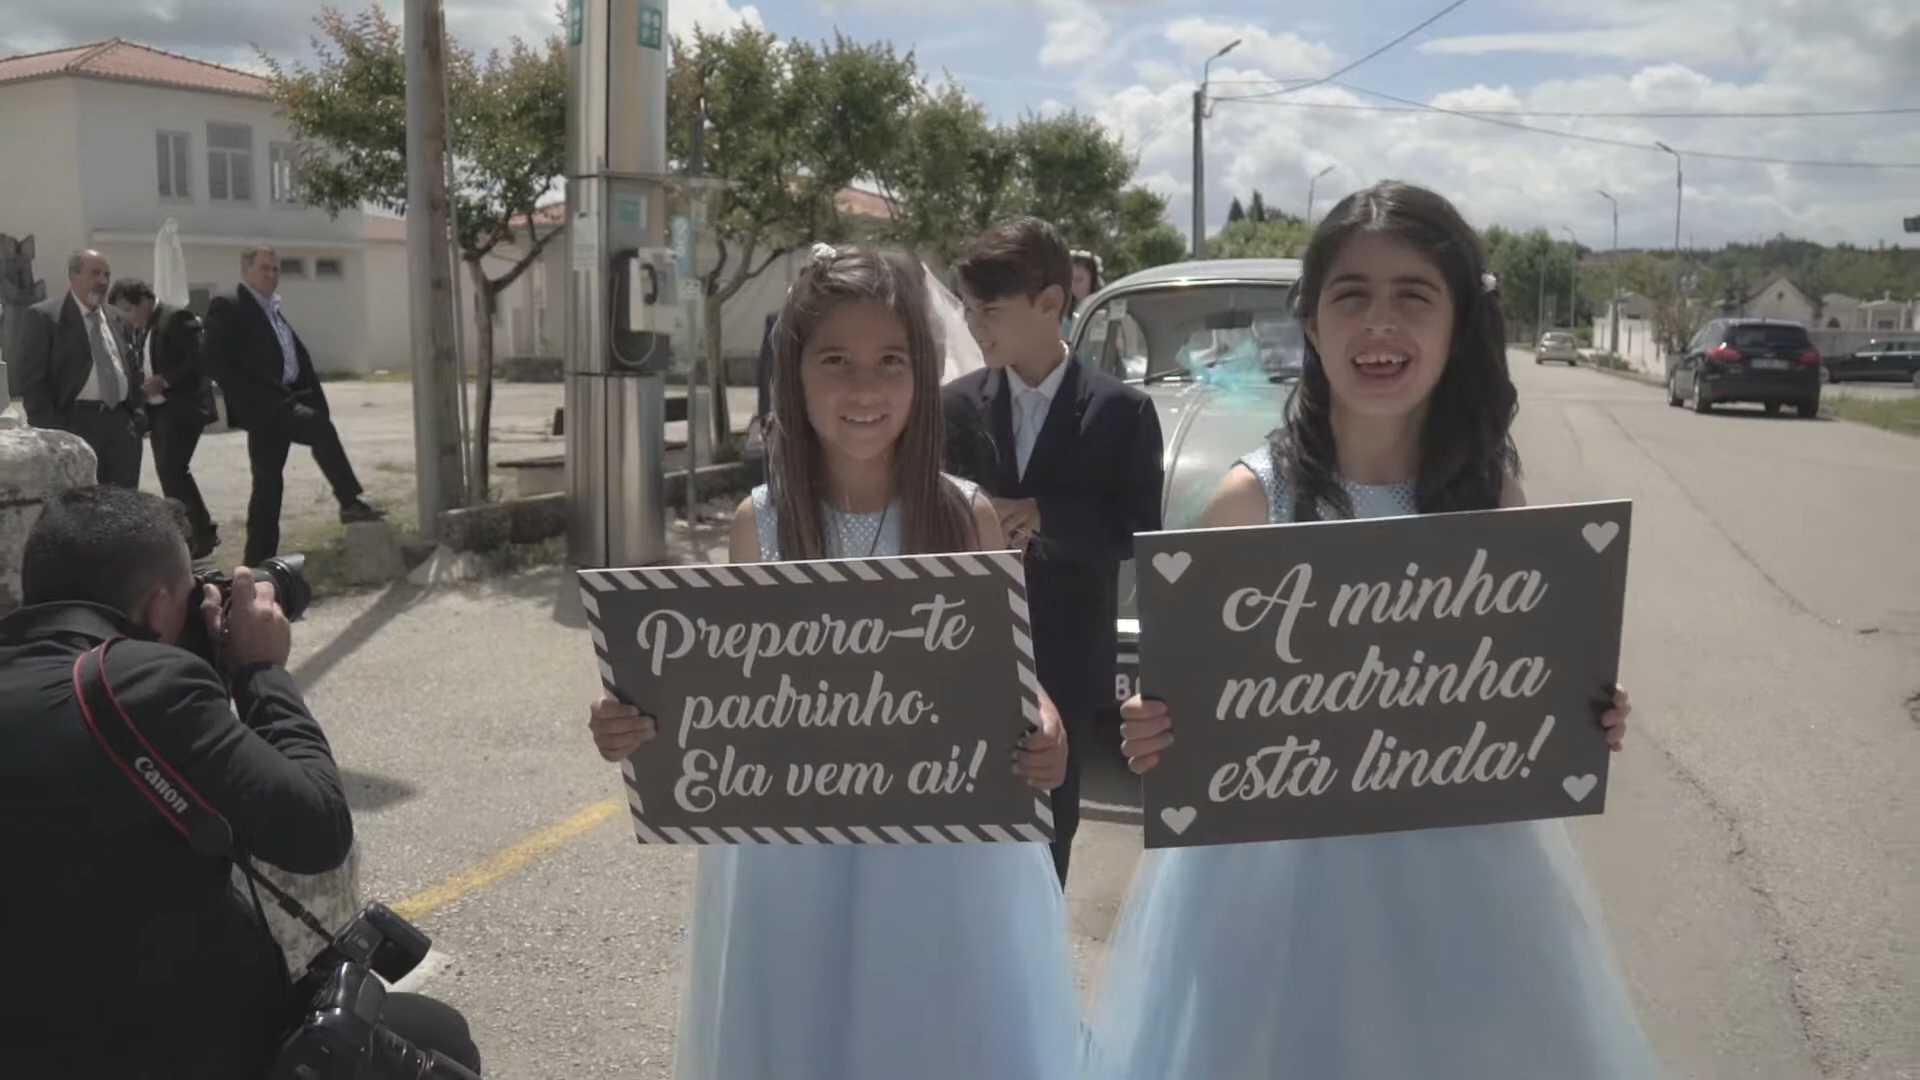 Prepara-te
padrinho.
Ela vem aí!
A minha
madrinha
está linda!
Canon